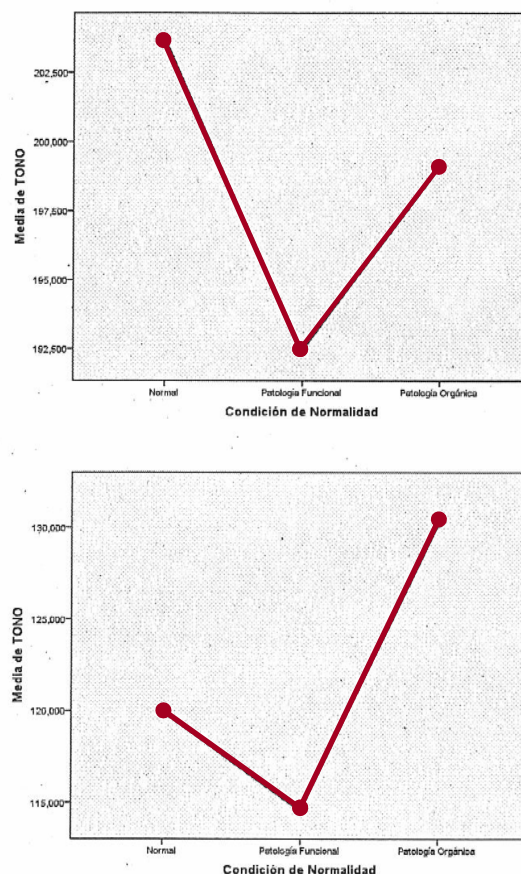 Media de TONO
202,500
200,000
197,500
195,000
192,500
Normal
Patología Funcional
Patología Orgánica
Condición de Normalidad
Media de TONO
130,000
125,000
120,000
115,000
Normal
Patología Funcional
Patología Orgánica
Condición de Normalidad